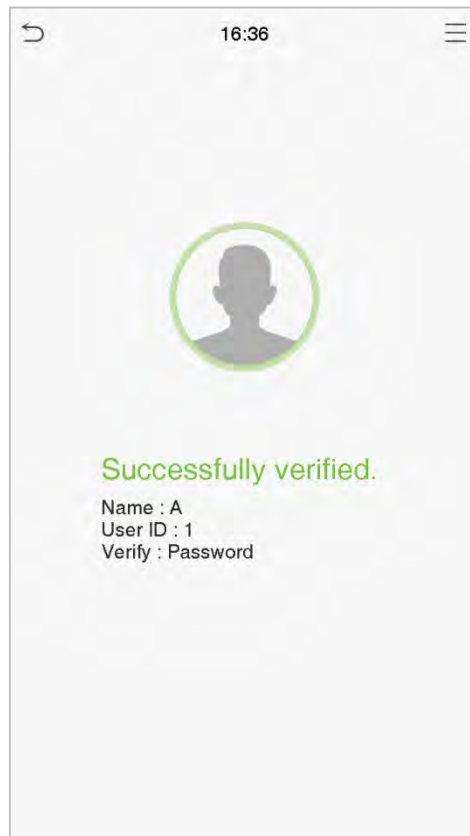 16:36
Successfully verified.
Name : A
User ID : 1
Verify : Password